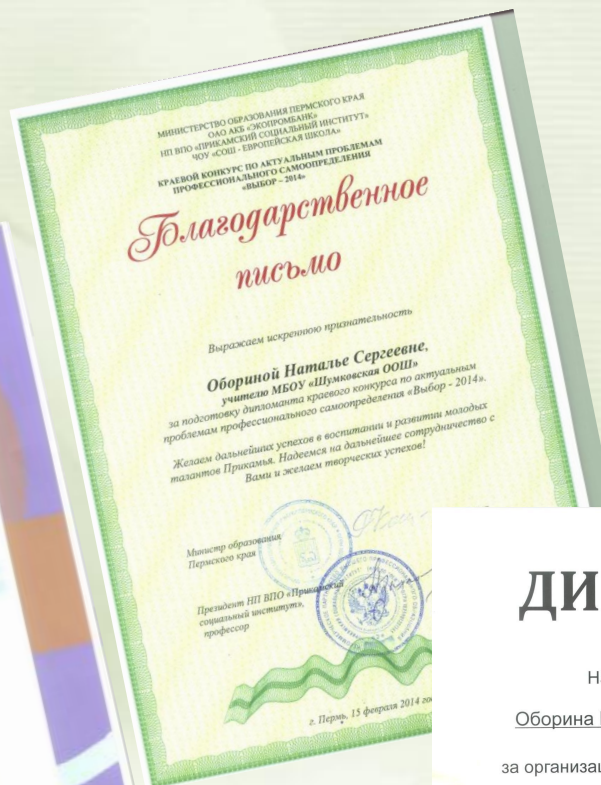 МИНИСТЕРСТВО ОБРАЗОВАНИЯ ПЕРМСКОГО КРАЯ
ОАО АКБ «ЭКОПРОМБАНК»
НП ВПО «ПРИКАМСКИЙ СОЦИАЛЬНЫЙ ИНСТИТУТ»
ЧОУ «СОШ - ЕВРОПЕЙСКАЯ ШКОЛА»
КРАЕВОЙ КОНКУРС ПО АКТУАЛЬНЫМ ПРОБЛЕМАМ
ПРОФЕССИОНАЛЬНОГО САМООПРЕДЕЛЕНИЯ
«ВЫБОР – 2014»
Благодарственное
письмо
Выражаем искреннюю признательность
Обориной Наталье Сергеевне,
учителю МБОУ «Шумковская ООШ»
за подготовку дипломанта краевого конкурса по актуальным
проблемам профессионального самоопределения «Выбор - 2014».
Желаем дальнейших успехов в воспитании и развитии молодых
талантов Прикамья. Надеемся на дальнейшее сотрудничество с
Вами и желаем творческих успехов!
Министр образования
Пермского края
Президент НП ВПО «Прикамский
социальный институт»,
профессор
г. Пермь, 15 февраля 2014
ДИ
Н
Оборина
за организа